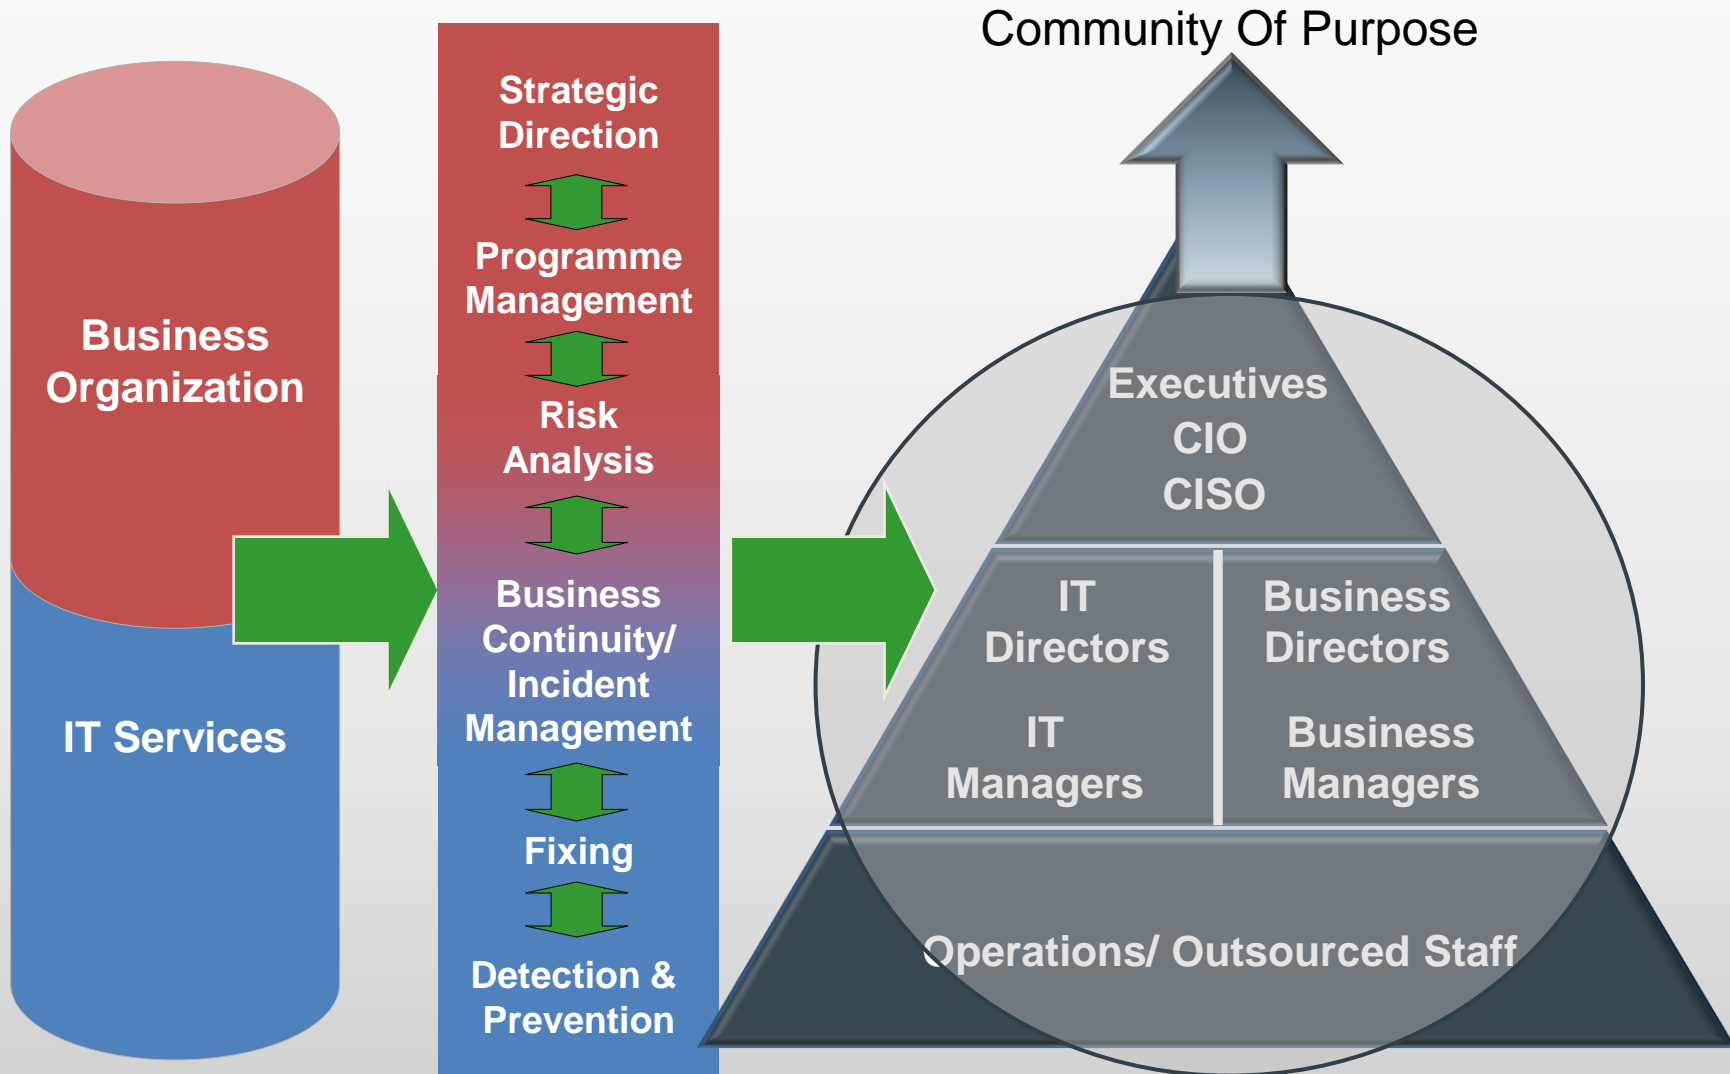 Community Of Purpose
Business
Organization
IT Services
Strategic
Direction
Programme
Management
Risk
Analysis
Business
Continuity/
Incident
Management
Fixing
Detection &
Prevention
Executives
CIO
CISO
IT
Directors
IT
Managers
Business
Directors
Business
Managers
Operations/ Outsourced Staff